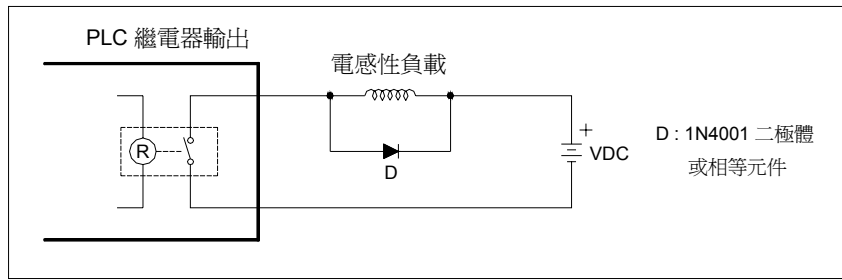 PLC 繼電器輸出
電感性負載
R
D
+
VDC
D : 1N4001 二極體
或相等元件